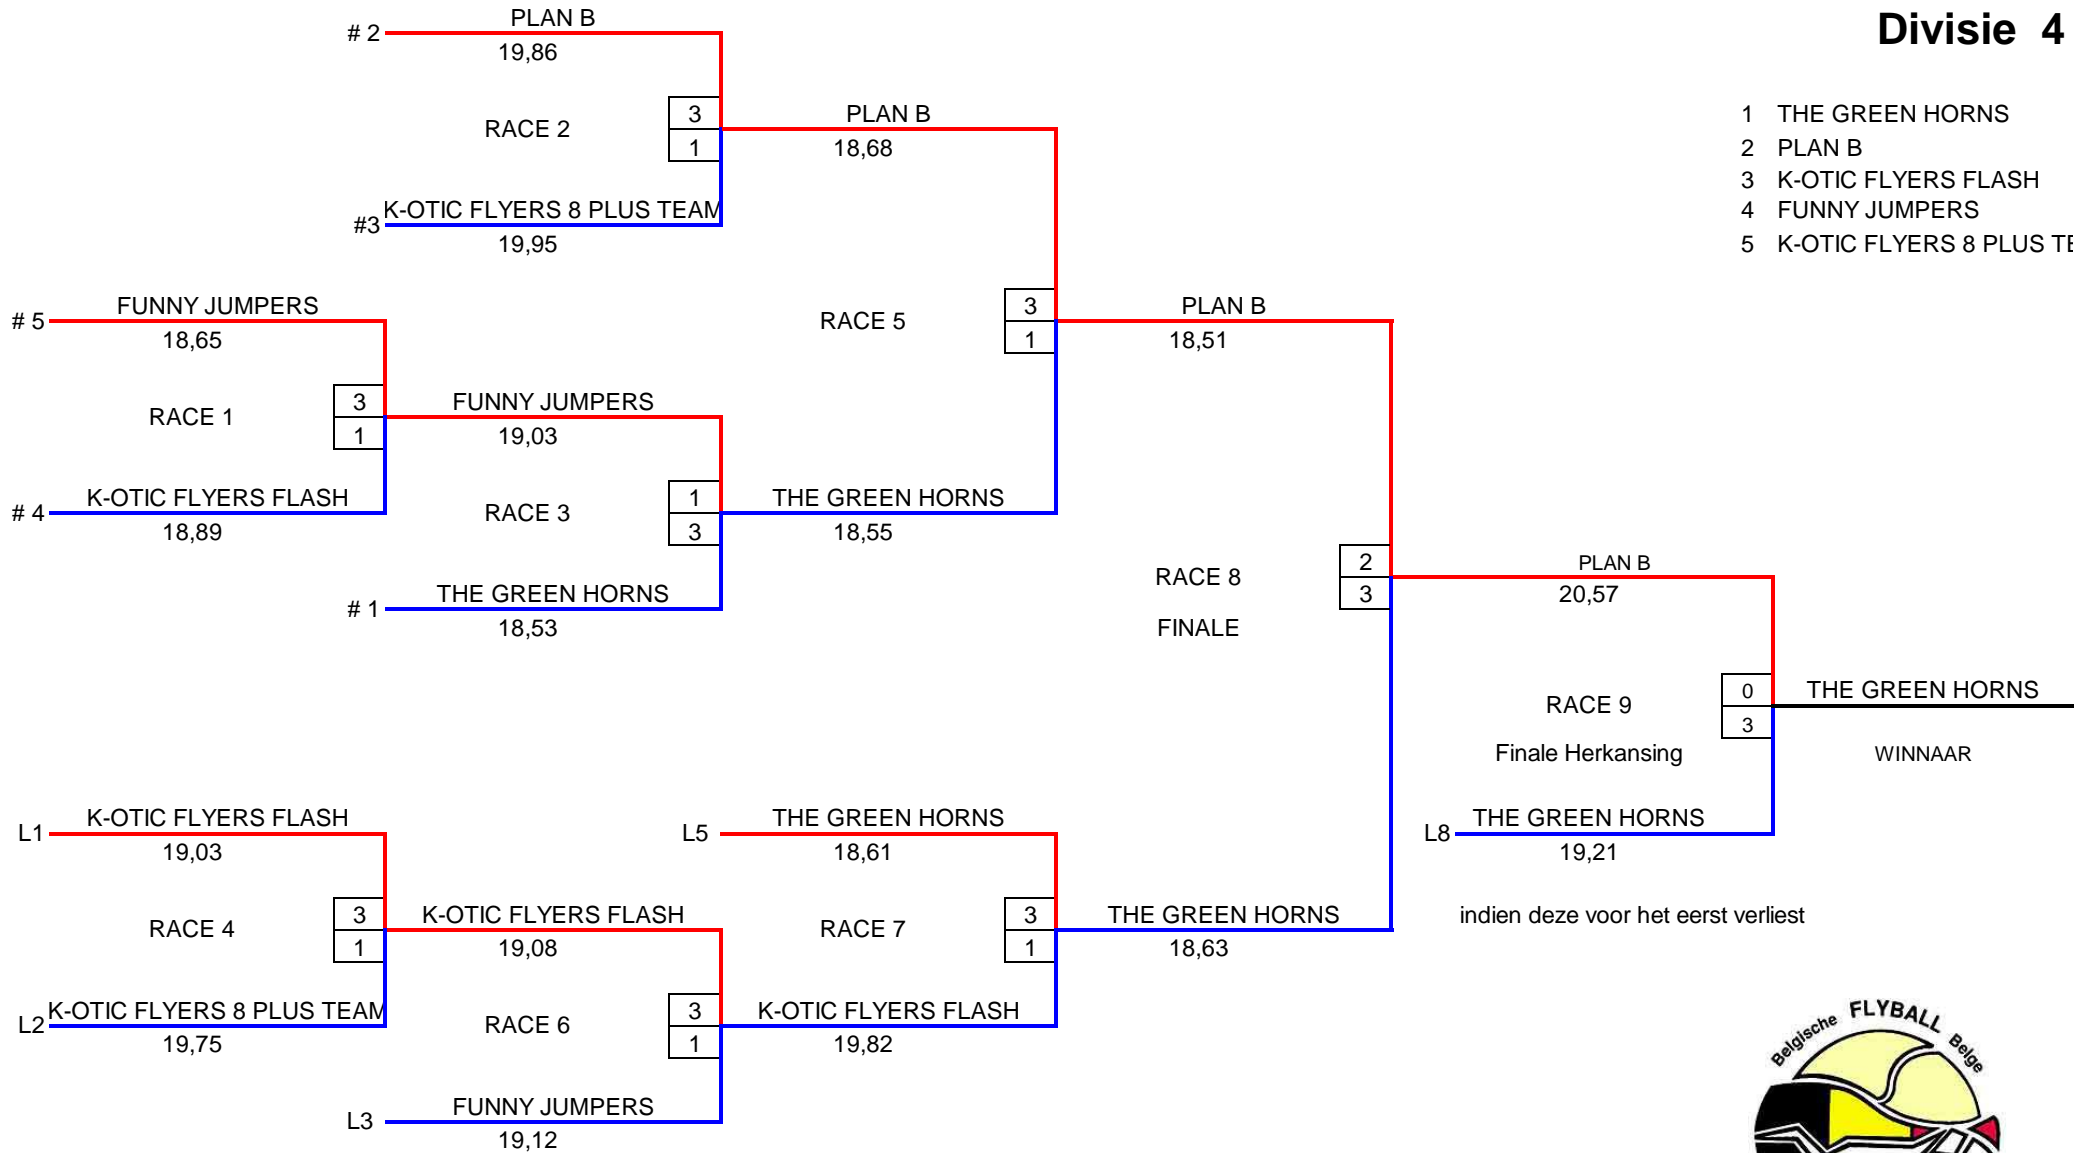 Divisie 4
1 THE GREEN HORNS
2 PLAN B
3 K-OTIC FLYERS FLASH
4 FUNNY JUMPERS
5 K-OTIC FLYERS 8 PLUS
# 2 PLAN B
19,86
RACE 2
3
1
#3 K-OTIC FLYERS 8 PLUS TEAM
19,95
PLAN B
18,68
# 5 FUNNY JUMPERS
18,65
RACE 1
3
1
# 4 K-OTIC FLYERS FLASH
18,89
FUNNY JUMPERS
19,03
RACE 3
1
3
# 1 THE GREEN HORNS
18,53
RACE 5
3
1
THE GREEN HORNS
18,55
PLAN B
18,51
RACE 8
2
3
FINALE
PLAN B
20,57
RACE 9
0
3
Finale Herkansing
THE GREEN HORNS
WINNAAR
L8 THE GREEN HORNS
19,21
indien deze voor het eerst verliest
L1 K-OTIC FLYERS FLASH
19,03
RACE 4
3
1
L2 K-OTIC FLYERS 8 PLUS TEAM
19,75
K-OTIC FLYERS FLASH
19,08
RACE 6
3
1
L3 FUNNY JUMPERS
19,12
L5 THE GREEN HORNS
18,61
RACE 7
3
1
K-OTIC FLYERS FLASH
19,82
THE GREEN HORNS
18,63
Belgische FLYBALL Belge